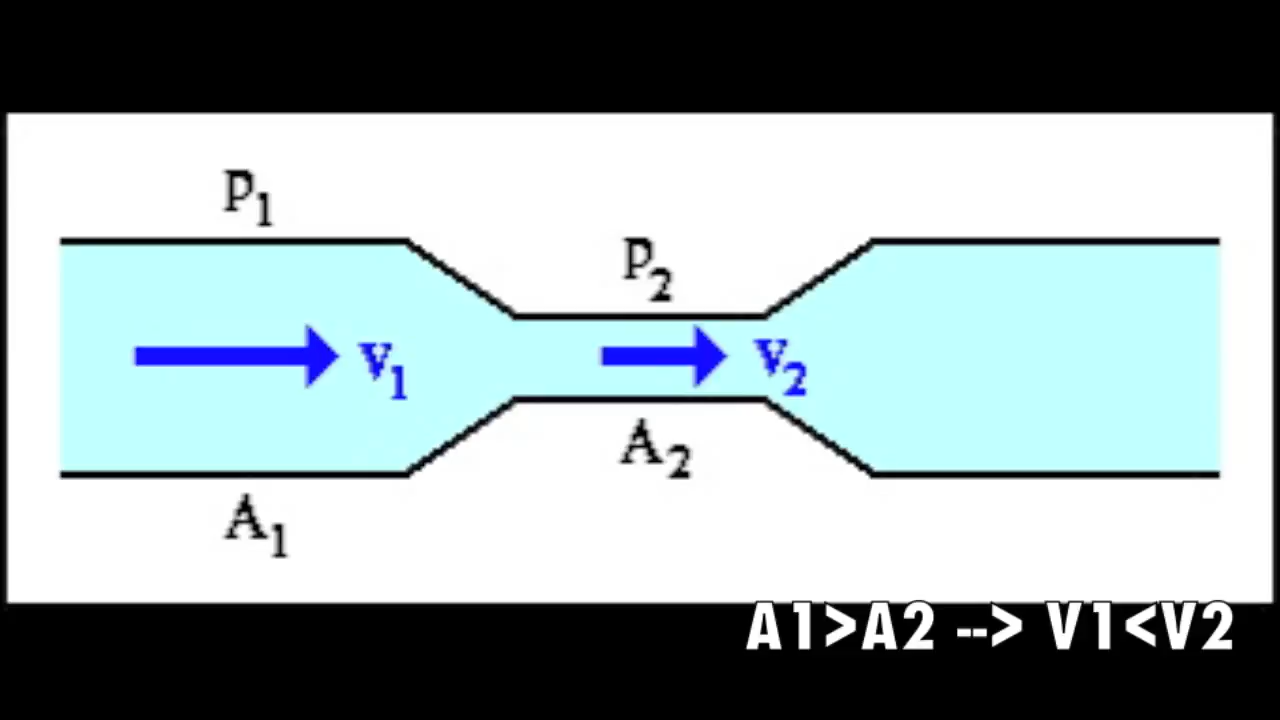 p₁
p₂
v₁
v₂
A₂
A₁
A1>A2 --> V1<V2